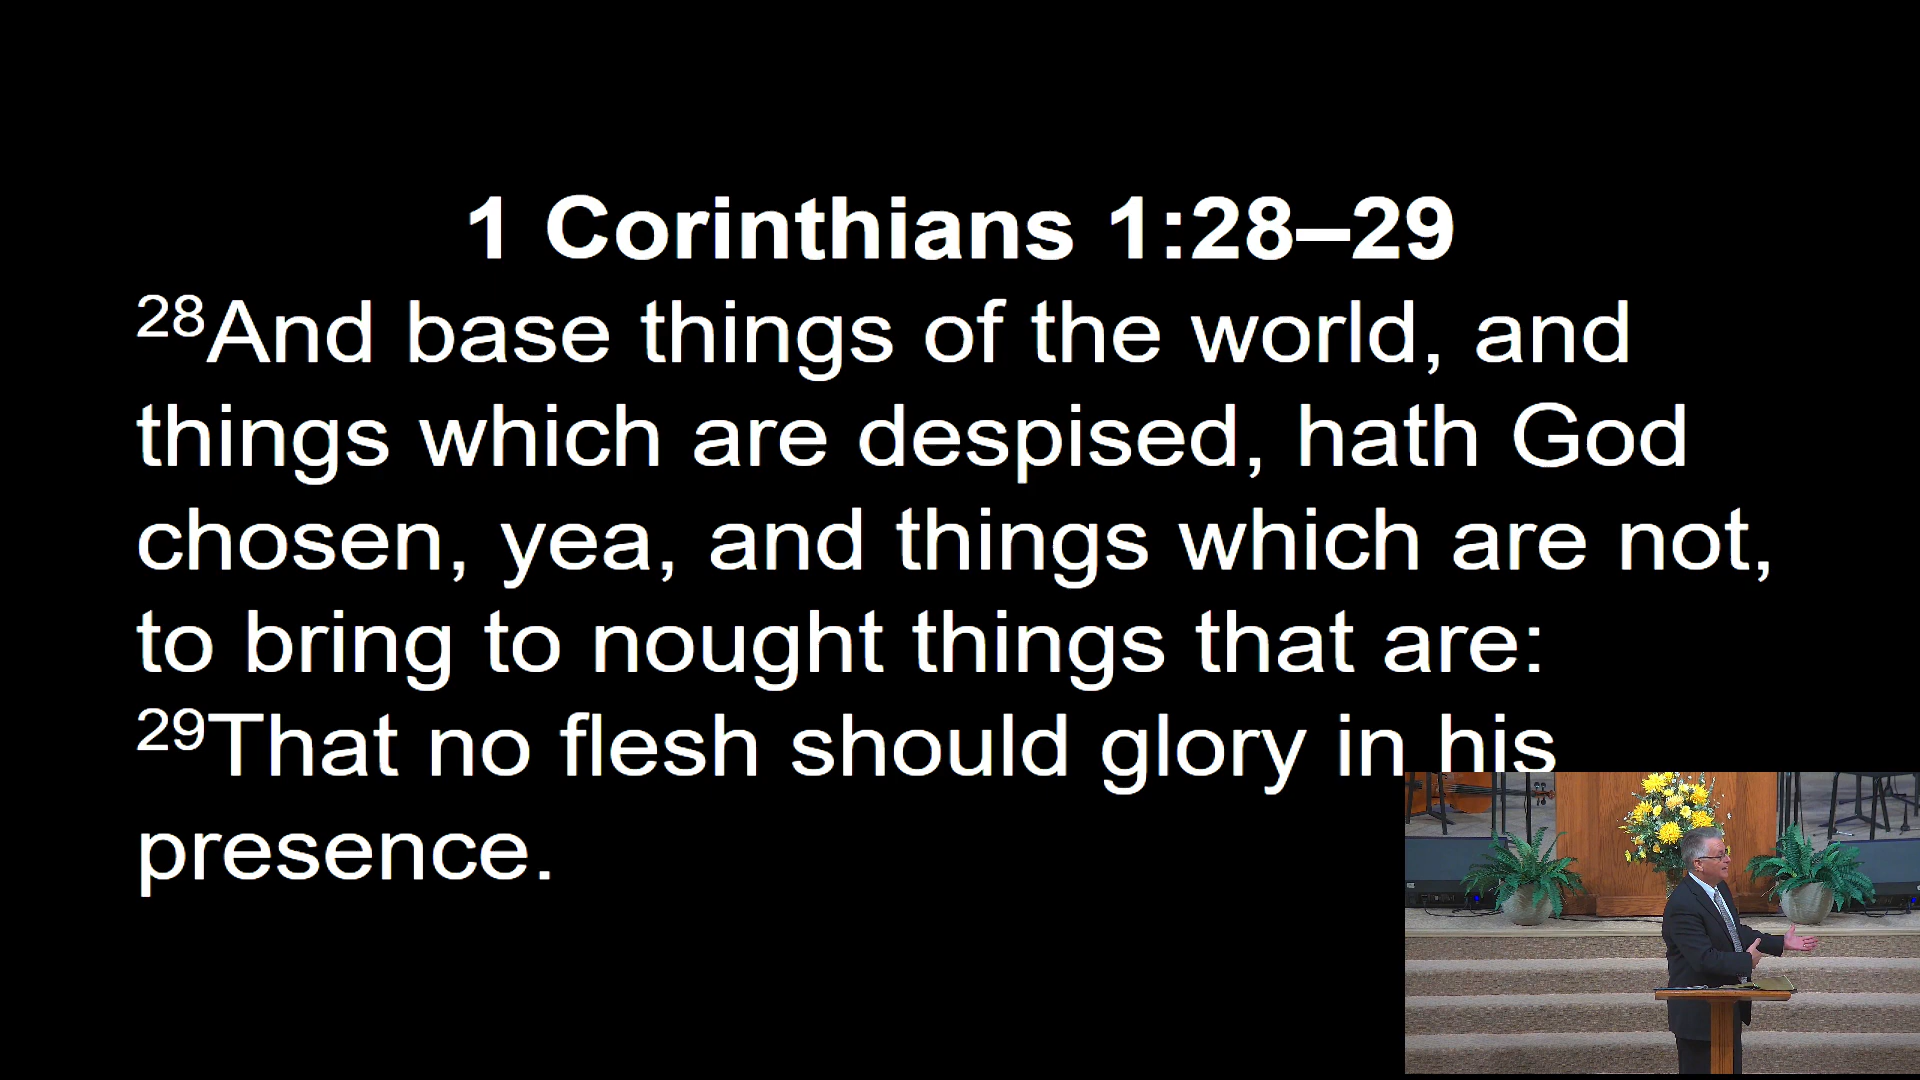 1 Corinthians 1:28–29
28And base things of the world, and
things which are despised, hath God
chosen, yea, and things which are not,
to bring to nought things that are:
29That no flesh should glory in his
presence.